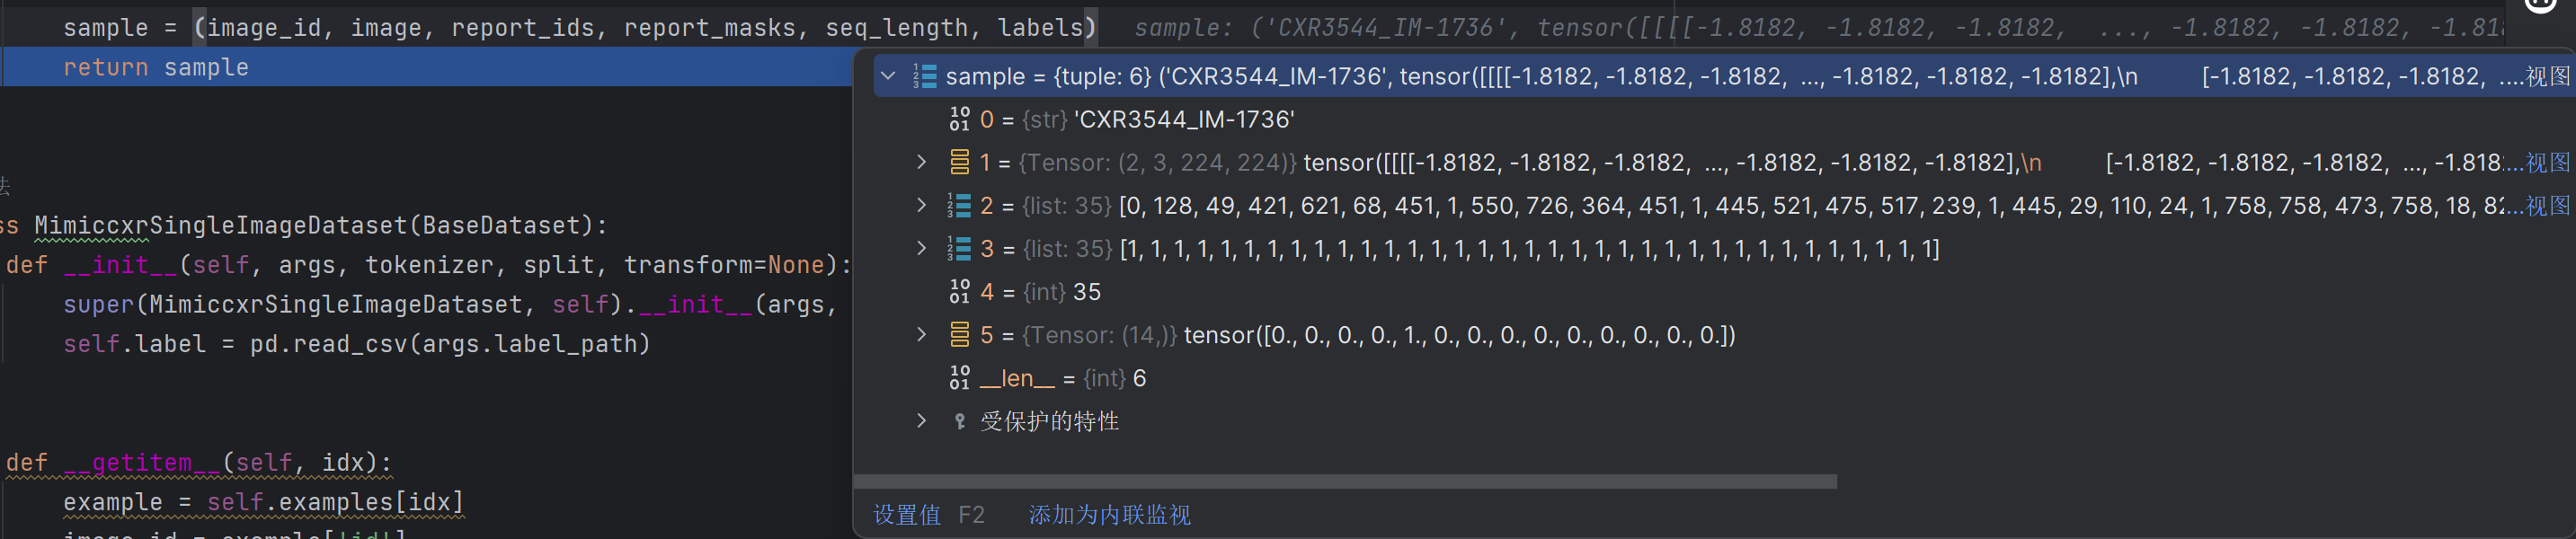 sample = (image_id, image, report_ids, report_masks, seq_length, labels)   sample: ('CXR3544_IM-1736', tensor([[[[-1.8182, -1.8182, -1.8182,  ..., -1.8182, -1.8182, -1.818
return sample
法
ss MimiccxrSingleImageDataset(BaseDataset):
def __init__(self, args, tokenizer, split, transform=None):
super(MimiccxrSingleImageDataset, self).__init__(args,
self.label = pd.read_csv(args.label_path)
def __getitem__(self, idx):
example = self.examples[idx]
image_id = example['id']
sample = {tuple: 6} ('CXR3544_IM-1736', tensor([[[[-1.8182, -1.8182, -1.8182,  ..., -1.8182, -1.8182, -1.8182],\n          [-1.8182, -1.8182, -1.8182,  ....视图
0 = {str} 'CXR3544_IM-1736'
1 = {Tensor: (2, 3, 224, 224)} tensor([[[[-1.8182, -1.8182, -1.8182,  ..., -1.8182, -1.8182, -1.8182],\n          [-1.8182, -1.8182, -1.8182,  ..., -1.818...视图
2 = {list: 35} [0, 128, 49, 421, 621, 68, 451, 1, 550, 726, 364, 451, 1, 445, 521, 475, 517, 239, 1, 445, 29, 110, 24, 1, 758, 758, 473, 758, 18, 82...视图
3 = {list: 35} [1, 1, 1, 1, 1, 1, 1, 1, 1, 1, 1, 1, 1, 1, 1, 1, 1, 1, 1, 1, 1, 1, 1, 1, 1, 1, 1, 1, 1, 1, 1, 1, 1, 1, 1]
4 = {int} 35
5 = {Tensor: (14,)} tensor([0., 0., 0., 0., 1., 0., 0., 0., 0., 0., 0., 0., 0., 0.])
__len__ = {int} 6
受保护的特性
设置值 F2 添加为内联监视